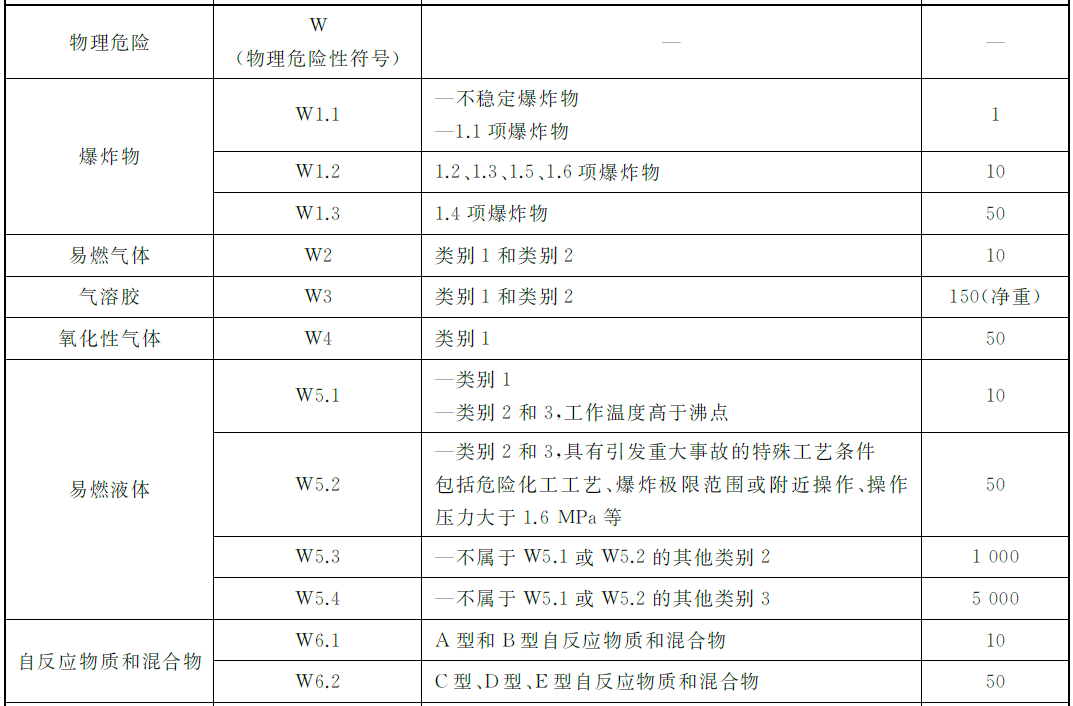 物理危险
W
（物理危险性符号）
—
—
爆炸物
W1.1
—不稳定爆炸物
—1.1 项爆炸物
1
W1.2
1.2、1.3、1.5、1.6 项爆炸物
10
W1.3
1.4 项爆炸物
50
易燃气体
W2
类别 1 和类别 2
10
气溶胶
W3
类别 1 和类别 2
150（净重）
氧化性气体
W4
类别 1
50
易燃液体
W5.1
—类别 1
—类别 2 和 3，工作温度高于沸点
10
W5.2
—类别 2 和 3，具有引发重大事故的特殊工艺条件
包括危险化工工艺、爆炸极限范围或附近操作、操作
压力大于 1.6 MPa 等
50
W5.3
—不属于 W5.1 或 W5.2 的其他类别 2
1 000
W5.4
—不属于 W5.1 或 W5.2 的其他类别 3
5 000
自反应物质和混合物
W6.1
A 型和 B 型自反应物质和混合物
10
W6.2
C 型、D 型、E 型自反应物质和混合物
50